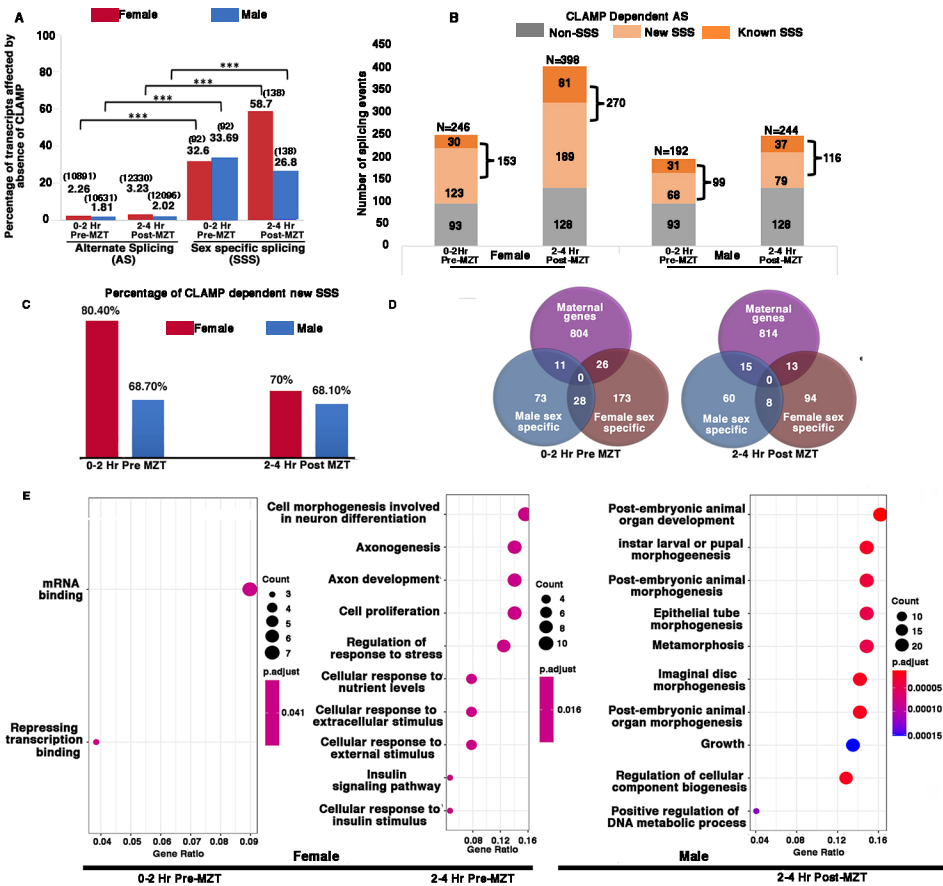 A
Female
Male
Percentage of transcripts affected by
absence of CLAMP
100
80
60
40
20
0
***
***
***
***
(10891)
2.26
(10631)
1.81
(12330)
3.23
(12096)
2.02
(92)
32.6
(92)
33.69
(138)
58.7
(138)
26.8
0-2 Hr
Pre-MZT
2-4 Hr
Post-MZT
0-2 Hr
Pre-MZT
2-4 Hr
Post-MZT
Alternate Splicing
(AS)
Sex specific splicing
(SSS)
B
CLAMP Dependent AS
Non-SSS
New SSS
Known SSS
Number of splicing events
450
400
350
300
250
200
150
100
50
0
N=246
30
123
93
153
N=398
81
189
128
270
N=192
31
68
93
99
N=244
37
79
128
116
0-2Hr
Pre-MZT
Female
2-4 Hr
Post-MZT
0-2 Hr
Pre-MZT
Male
2-4 Hr
Post-MZT
C
Percentage of CLAMP dependent new SSS
Female
Male
80.40%
68.70%
70%
68.10%
0-2 Hr Pre MZT
2-4 Hr Post MZT
D
Maternal
genes
804
11
26
0
73
28
173
Male sex
specific
Female sex
specific
0-2 Hr Pre MZT
Maternal
genes
814
15
13
0
60
8
94
Male sex
specific
Female sex
specific
2-4 Hr Post MZT
E
mRNA
binding
Repressing
transcription
binding
0.04
0.05
0.06
0.07
0.08
0.09
Gene Ratio
Count
3
4
5
6
7
p.adjust
0.041
Cell morphogenesis involved
in neuron differentiation
Axonogenesis
Axon development
Cell proliferation
Regulation of
response to stress
Cellular response to
nutrient levels
Cellular response to
extracellular stimulus
Cellular response to
external stimulus
Insulin
signaling pathway
Cellular response to
insulin stimulus
0.08
0.12
0.16
Gene Ratio
Count
4
6
8
10
p.adjust
0.016
Post-embryonic animal
organ development
instar larval or pupal
morphogeenesis
Post-embryonic animal
morphogenesis
Epithelial tube
morphogenesis
Metamorphosis
Imaginal disc
morphogenesis
Post-embryonic animal
organ morphogenesis
Growth
Regulation of cellular
component biogenesis
Positive regulation of
DNA metabolic process
0.04
0.08
0.12
0.16
Gene Ratio
Count
10
15
20
p.adjust
0.00005
0.00010
0.00015
Female
0-2 Hr Pre-MZT
2-4 Hr Pre-MZT
Male
2-4 Hr Post-MZT